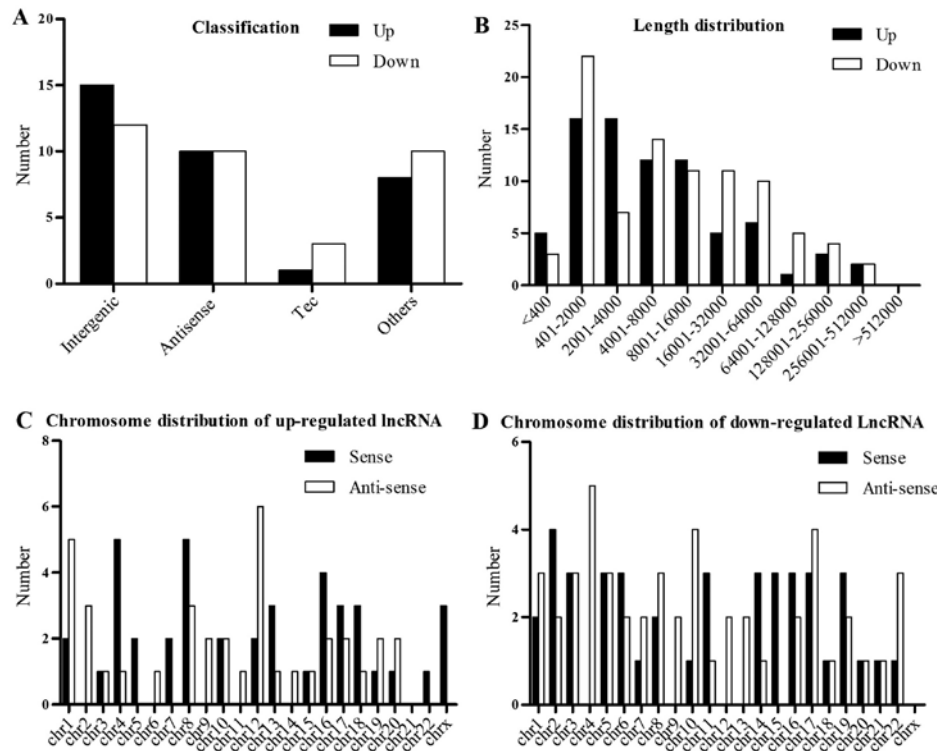 A
Classification
Up
Down
Number
20
15
10
5
0
Intergenic
Antisense
Tec
Others
B
Length distribution
Up
Down
Number
25
20
15
10
5
0
<400
401-2000
2001-4000
4001-8000
8001-16000
16001-32000
32001-64000
64001-128000
128001-256000
256001-512000
>512000
C Chromosome distribution of up-regulated lncRNA
Sense
Anti-sense
Number
8
6
4
2
0
chr1
chr2
chr3
chr4
chr5
chr6
chr7
chr8
chr9
chr10
chr11
chr12
chr13
chr14
chr15
chr16
chr17
chr18
chr19
chr20
chr21
chr22
chrx
D Chromosome distribution of down-regulated LncRNA
Sense
Anti-sense
Number
6
4
2
0
chr1
chr2
chr3
chr4
chr5
chr6
chr7
chr8
chr9
chr10
chr11
chr12
chr13
chr14
chr15
chr16
chr17
chr18
chr19
chr20
chr21
chr22
chrx